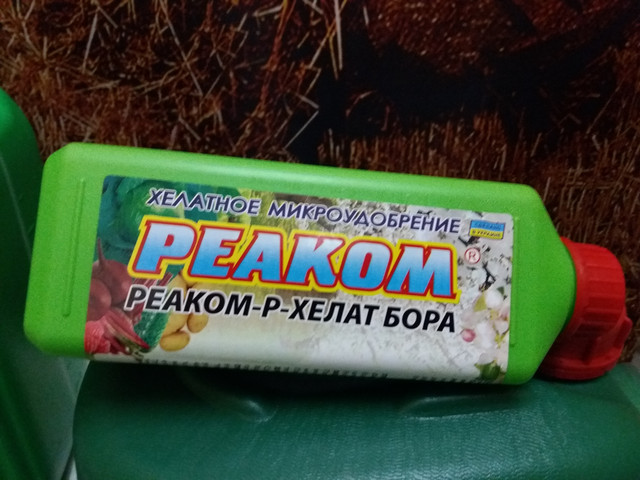 ХЕЛАТНОЕ МИКРОУДОБРЕНИЕ
РЕАКОМ®
РЕАКОМ-Р-ХЕЛАТ БОРА